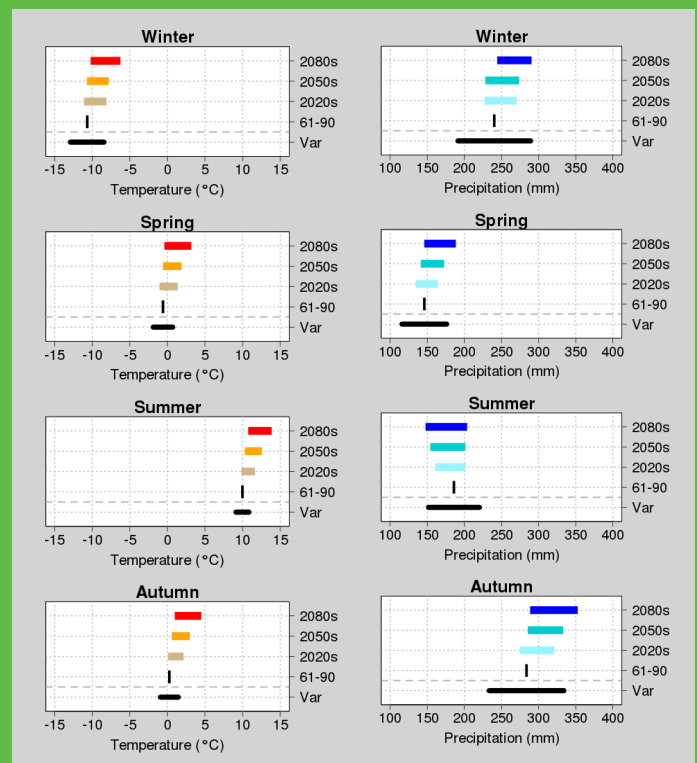 Winter
2080s
2050s
2020s
61-90
Var
-15 -10 -5 0 5 10 15
Temperature (°C)
Winter
2080s
2050s
2020s
61-90
Var
100 150 200 250 300 350 400
Precipitation (mm)
Spring
2080s
2050s
2020s
61-90
Var
-15 -10 -5 0 5 10 15
Temperature (°C)
Spring
2080s
2050s
2020s
61-90
Var
100 150 200 250 300 350 400
Precipitation (mm)
Summer
2080s
2050s
2020s
61-90
Var
-15 -10 -5 0 5 10 15
Temperature (°C)
Summer
2080s
2050s
2020s
61-90
Var
100 150 200 250 300 350 400
Precipitation (mm)
Autumn
2080s
2050s
2020s
61-90
Var
-15 -10 -5 0 5 10 15
Temperature (°C)
Autumn
2080s
2050s
2020s
61-90
Var
100 150 200 250 300 350 400
Precipitation (mm)